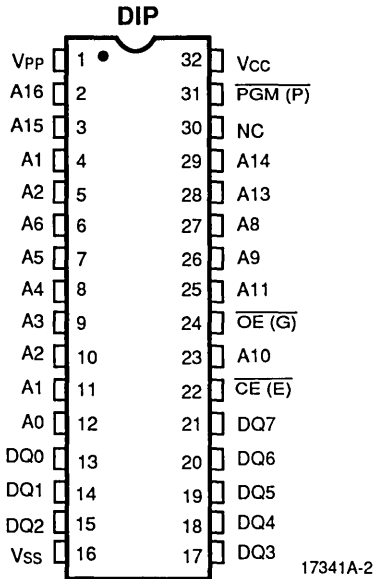 DIP
VPP 1 32 VCC
A16 2 31 PGM (P)
A15 3 30 NC
A1 4 29 A14
A2 5 28 A13
A6 6 27 A8
A5 7 26 A9
A4 8 25 A11
A3 9 24 OE (G)
A2 10 23 A10
A1 11 22 CE (E)
A0 12 21 DQ7
DQ0 13 20 DQ6
DQ1 14 19 DQ5
DQ2 15 18 DQ4
VSS 16 17 DQ3
17341A-2